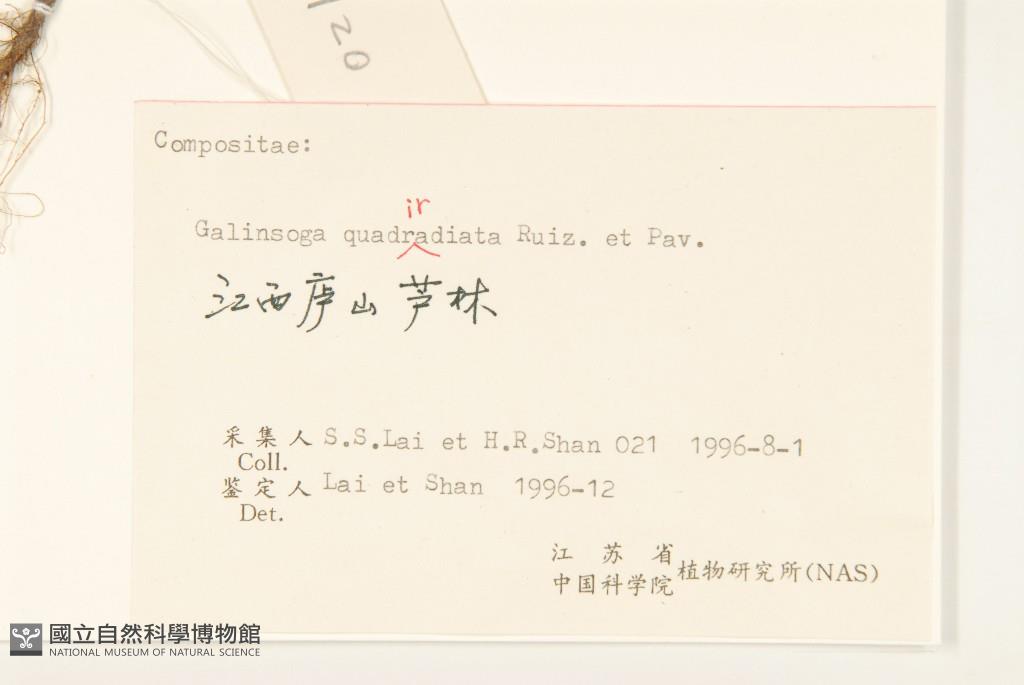 120
Compositae:
ir
Galinsoga quadradiata Ruiz. et Pav.
江西庐山芦林
采集人 S.S.Lai et H.R.Shan 021 1996-8-1
Coll.
鉴定人 Lai et Shan 1996-12
Det.
江苏省
中国科学院植物研究所(NAS)
國立自然科學博物館
NATIONAL MUSEUM OF NATURAL SCIENCE